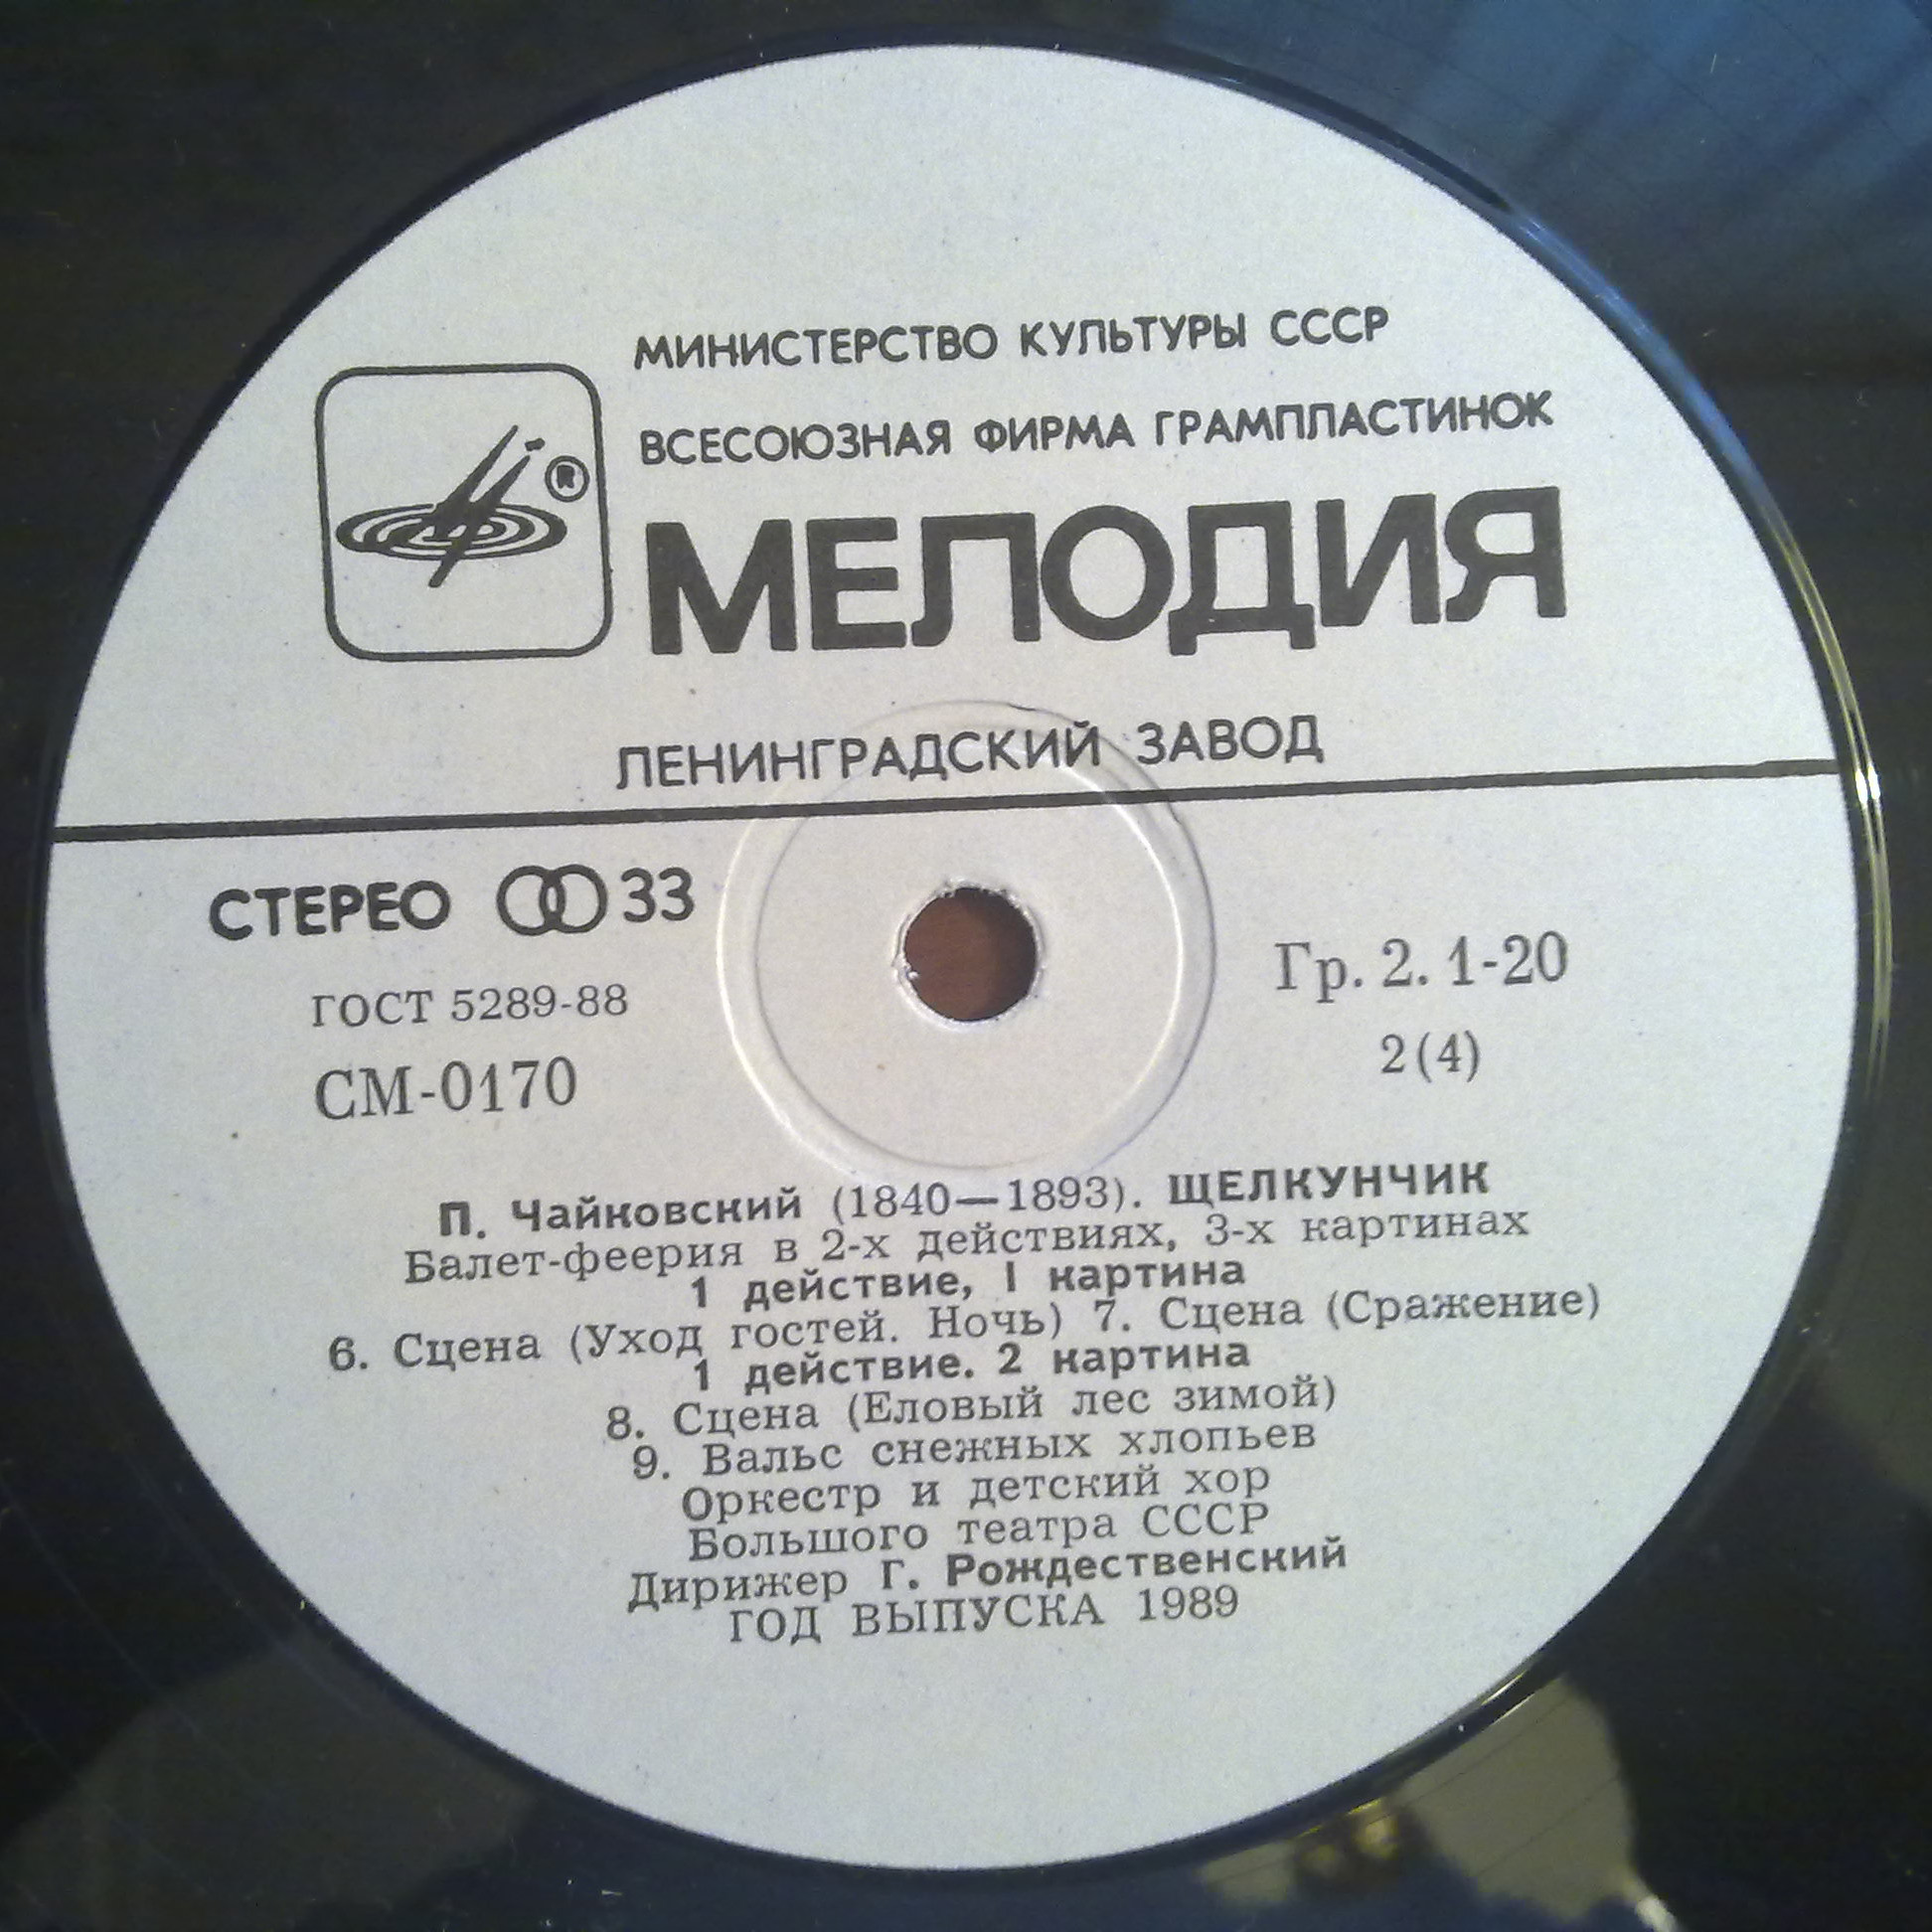 МИНИСТЕРСТВО КУЛЬТУРЫ СССР
ВСЕСОЮЗНАЯ ФИРМА ГРАМПЛАСТИНОК
®
МЕЛОДИЯ
ЛЕНИНГРАДСКИЙ ЗАВОД
СТЕРЕО 33
ГОСТ 5289-88
СМ-0170
Гр. 2. 1-20
2(4)
П. Чайковский (1840—1893). ЩЕЛКУНЧИК
Балет-феерия в 2-х действиях, 3-х картинах
1 действие, I картина
6. Сцена (Уход гостей. Ночь) 7. Сцена (Сражение)
1 действие. 2 картина
8. Сцена (Еловый лес зимой)
9. Вальс снежных хлопьев
Оркестр и детский хор
Большого театра СССР
Дирижер Г. Рождественский
ГОД ВЫПУСКА 1989